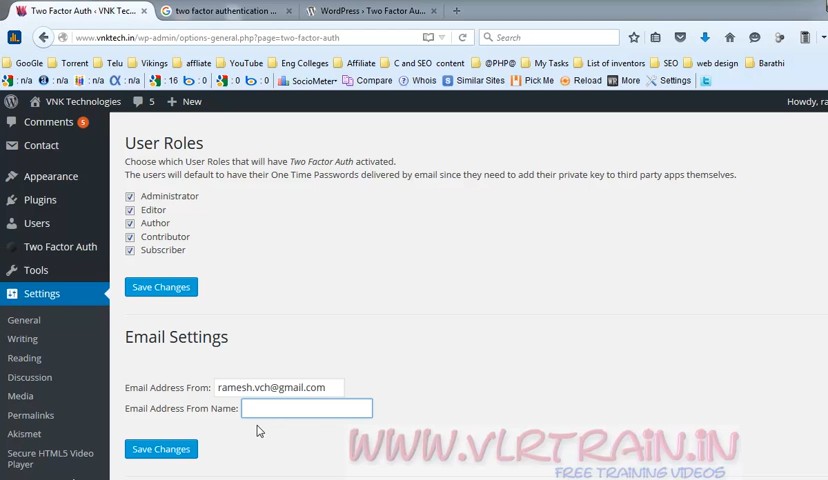 Two Factor Auth ‹ VNK Tech...
two factor authentication ...
WordPress › Two Factor Au...
www.vnktech.in/wp-admin/options-general.php?page=two-factor-auth
Search
GooGle Torrent Telu Vikings affliate YouTube Eng Colleges Affiliate C and SEO content @PHP@ My Tasks List of inventors SEO web design Barathi
: n/a : n/a : n/a : n/a : 16 : 0 : 0 : 0 SocioMeter Compare Whois Similar Sites Pick Me Reload More Settings
VNK Technologies 5 New Howdy, ra
Comments 5
Contact
Appearance
Plugins
Users
Two Factor Auth
Tools
Settings
General
Writing
Reading
Discussion
Media
Permalinks
Akismet
Secure HTML5 Video
Player
User Roles
Choose which User Roles that will have Two Factor Auth activated.
The users will default to have their One Time Passwords delivered by email since they need to add their private key to third party apps themselves.
Administrator
Editor
Author
Contributor
Subscriber
Save Changes
Email Settings
Email Address From: ramesh.vch@gmail.com
Email Address From Name:
Save Changes
WWW.VLRTRAIN.IN
FREE TRAINING VIDEOS